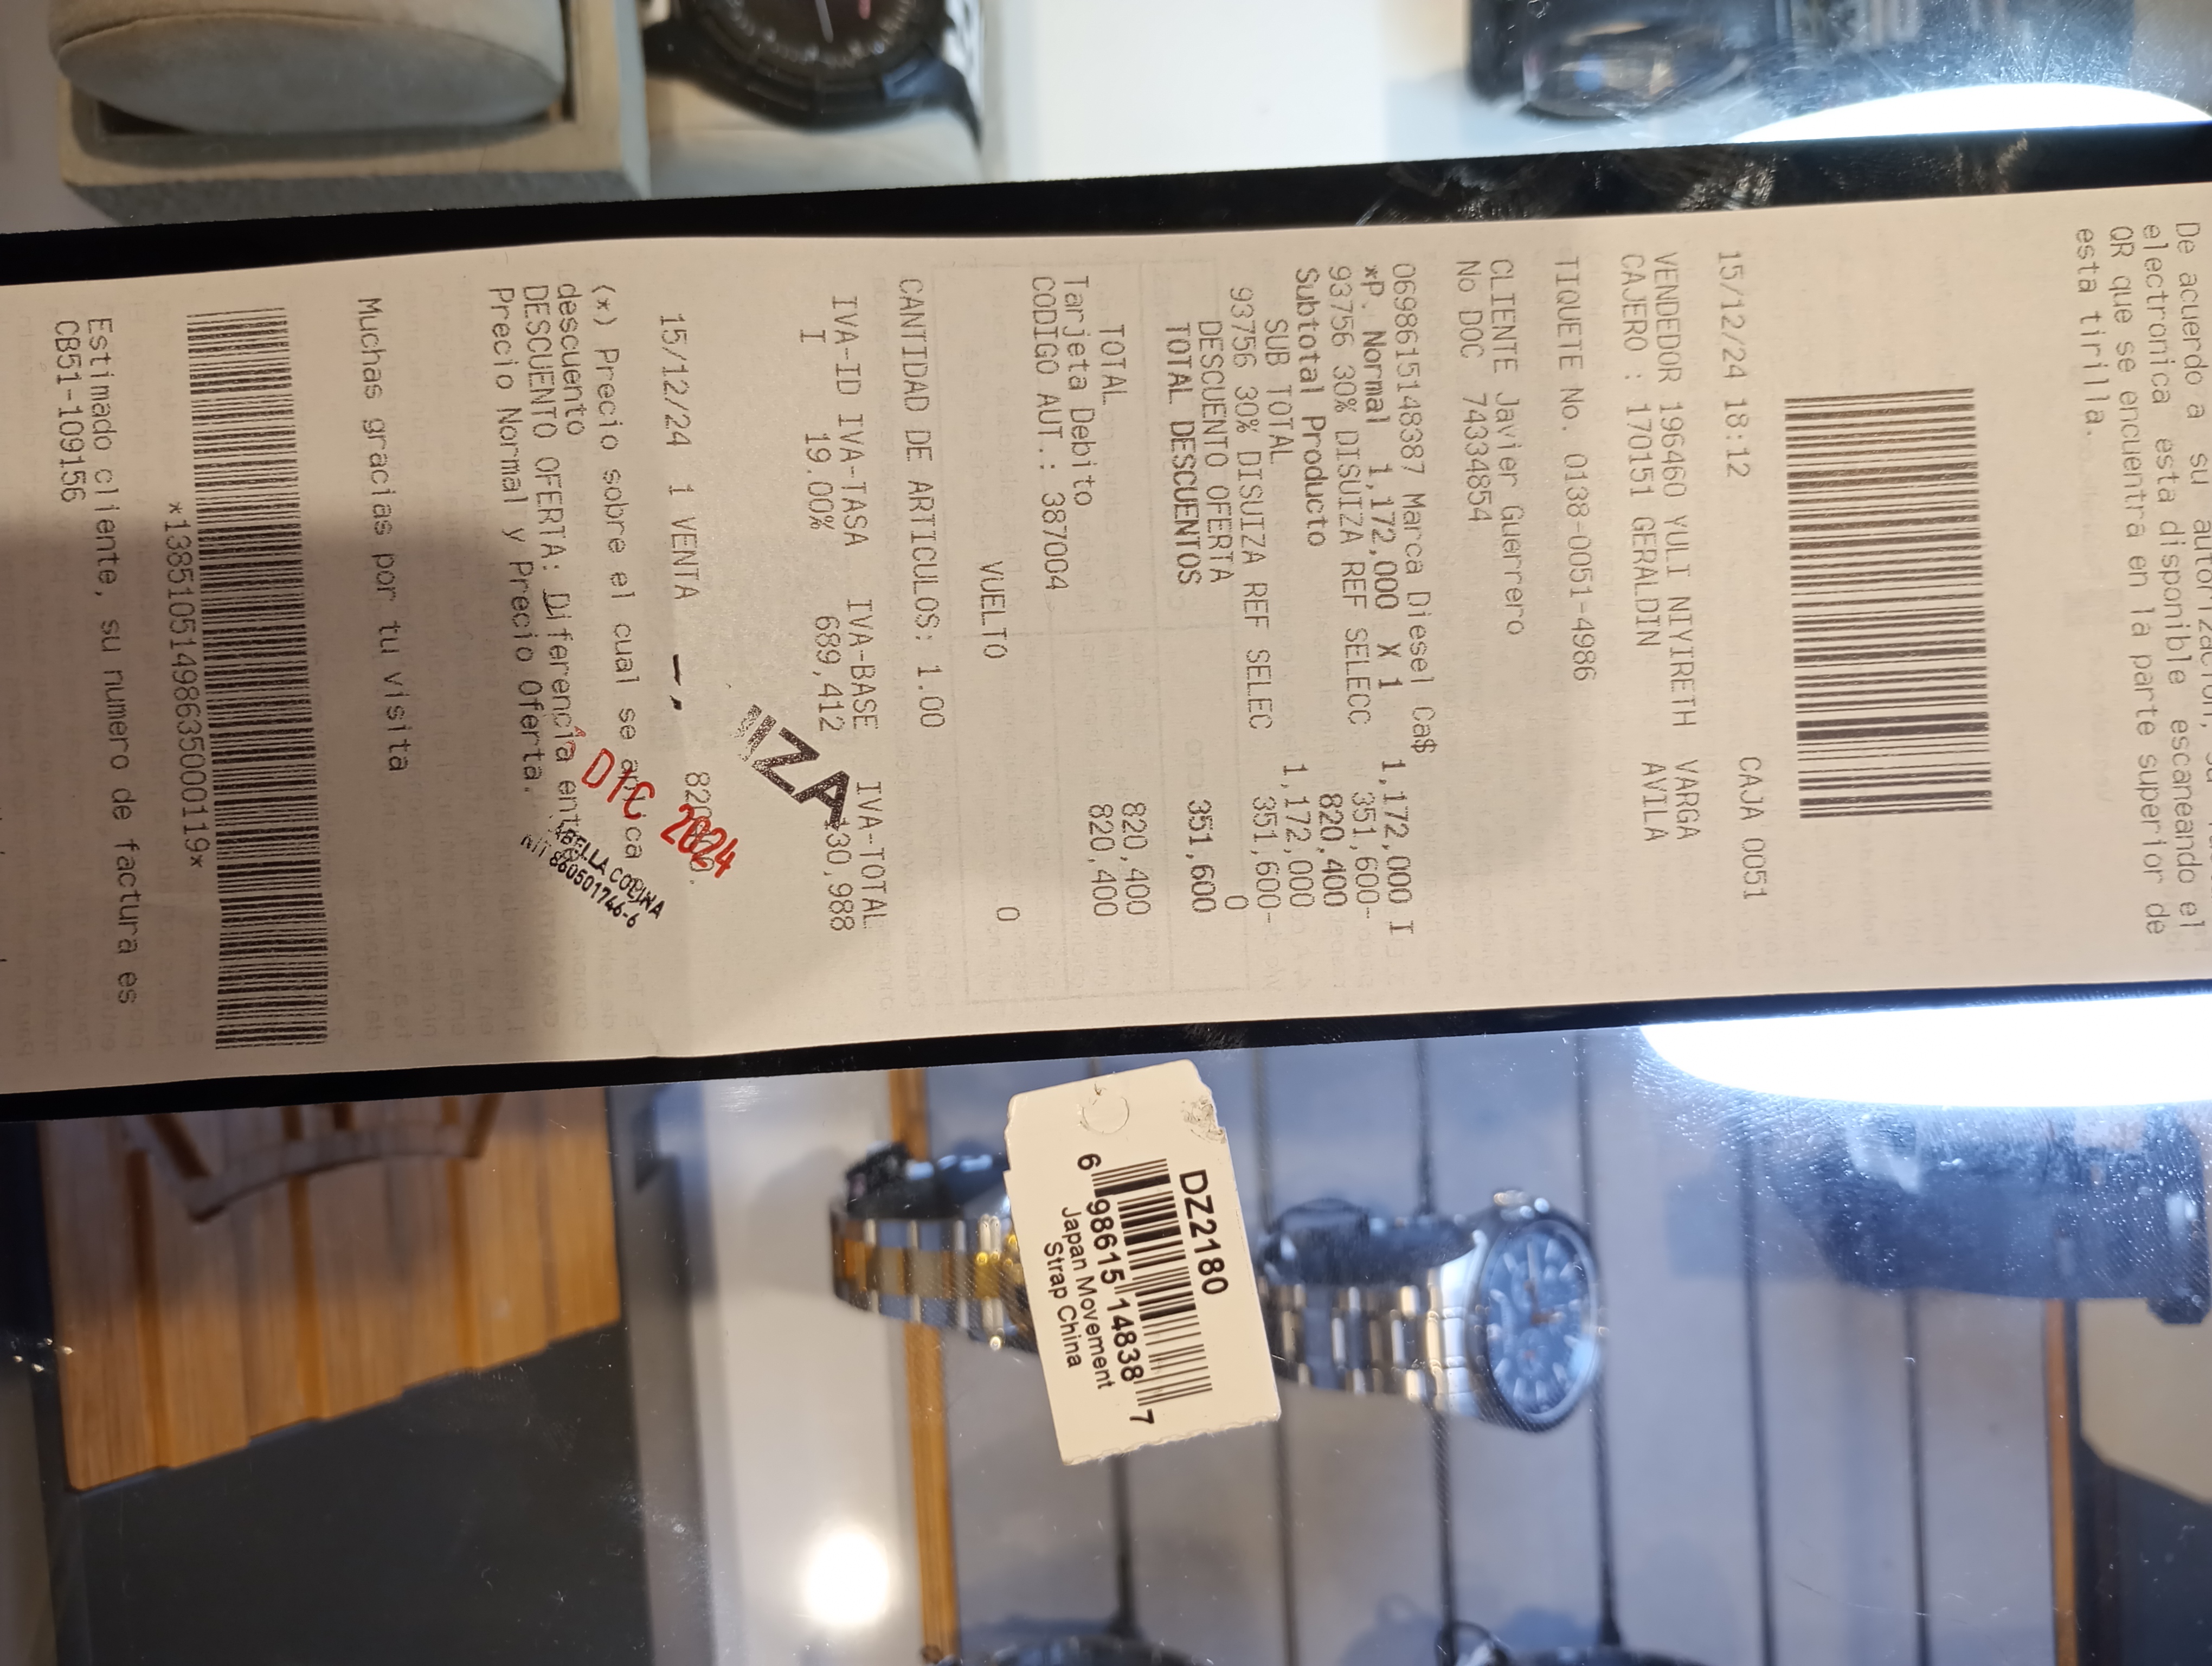 De acuerdo a su
electronica esta disponible escaneando el
QR que se encuentra en la parte superior de
esta tirilla.
15/12/24 18:12 CAJA 0051
VENDEDOR 196460 YULI NIYIRETH VARGA
CAJERO : 170151 GERALDIN AVILA
TIQUETE No. 0138-0051-4986
CLIENTE Javier Guerrero
No DOC 74334854
0698615148387 Marca Diesel Ca$ 1,172,000 I
*P. Normal 1,172,000 X 1
93756 30% DISUIZA REF SELECC 351,600-
Subtotal Producto 820,400
SUB TOTAL 1,172,000
93756 30% DISUIZA REF SELEC 351,600-
DESCUENTO OFERTA 0
TOTAL DESCUENTOS 351,600
TOTAL 820,400
Tarjeta Debito 820,400
CODIGO AUT.: 387004
VUELTO 0
CANTIDAD DE ARTICULOS: 1.00
IVA-ID IVA-TASA IVA-BASE IVA-TOTAL
I 19.00% 689,412 130,988
IZA
15/12/24 1 VENTA
DIC 2024
(*) Precio sobre el cual se aplica
descuento
DESCUENTO OFERTA: Diferencia entre
Precio Normal y Precio Oferta.
NIT 860501746-6
Muchas gracias por tu visita
*138510514986350000119*
Estimado cliente, su numero de factura es
CB51-109156
DZ2180
6 98615 14838 7
Japan Movement
Strap China